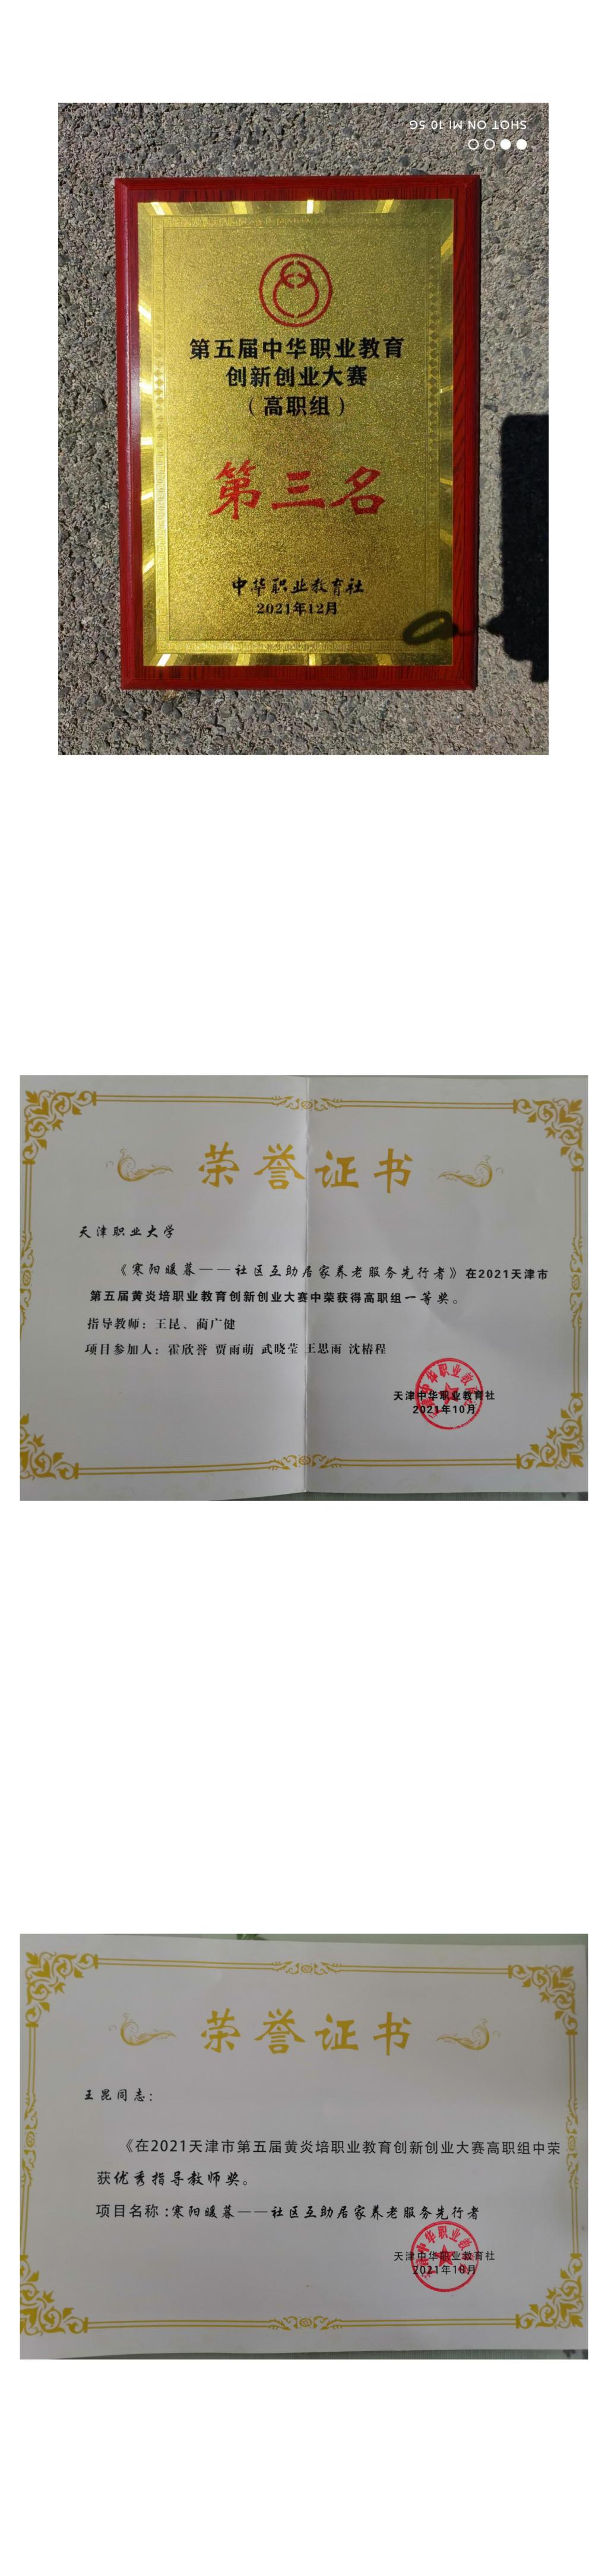 SHOT ON MI 10 5G
第五届中华职业教育
创新创业大赛
（高职组）
第三名
中华职业教育社
2021年12月
荣誉证书
天津职业大学
《寒阳暖暮——社区互助居家养老服务先行者》在2021天津市
第五届黄炎培职业教育创新创业大赛中荣获得高职组一等奖。
指导教师：王昆、蔺广健
项目参加人：霍欣誉 贾雨萌 武晓莹 王思雨 沈椿程
天津中华职业教育社
2021年10月
荣誉证书
王昆同志：
《在2021天津市第五届黄炎培职业教育创新创业大赛高职组中荣
获优秀指导教师奖。
项目名称：寒阳暖暮——社区互助居家养老服务先行者
天津中华职业教育社
2021年10月